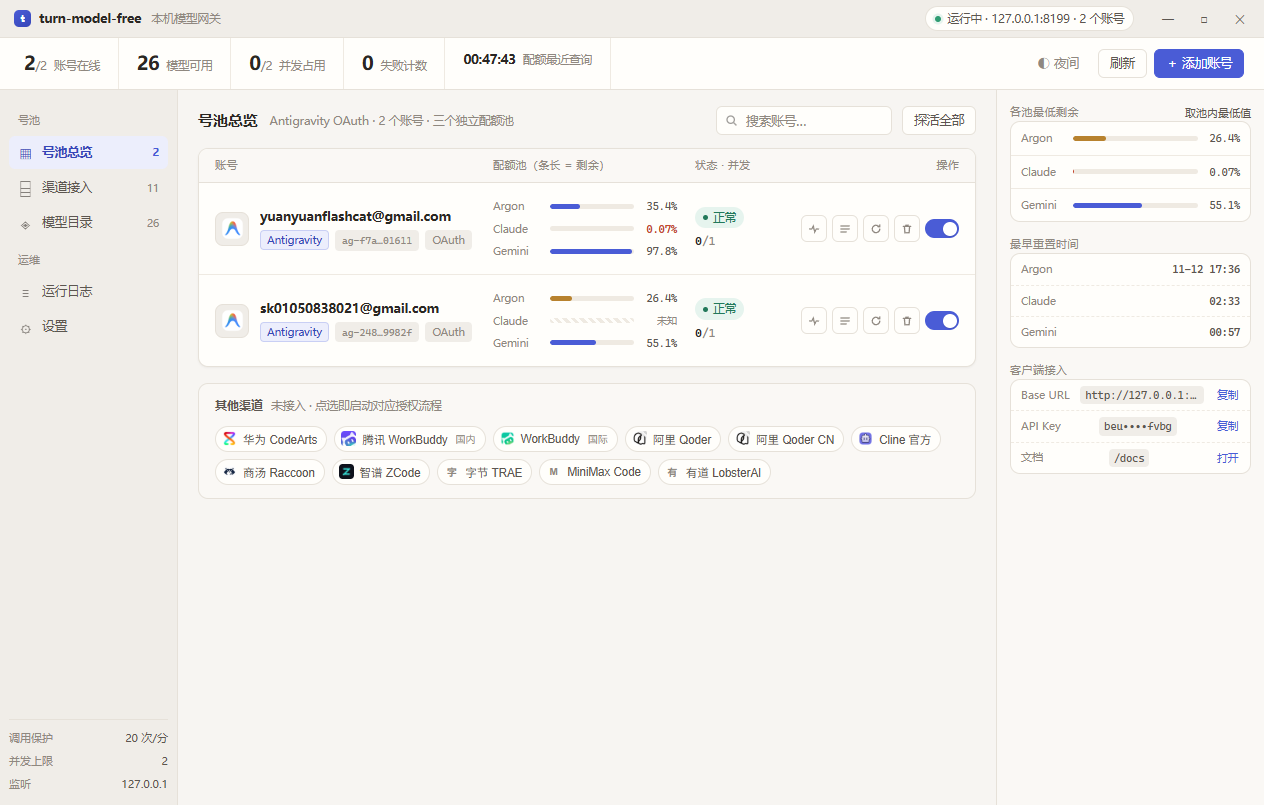 t turn-model-free 本机模型网关
运行中 · 127.0.0.1:8199 · 2 个账号
2/2 账号在线
26 模型可用
0/2 并发占用
0 失败计数
00:47:43 配额最近查询
夜间
刷新
+ 添加账号
号池
号池总览 2
渠道接入 11
模型目录 26
运维
运行日志
设置
调用保护 20 次/分
并发上限 2
监听 127.0.0.1
号池总览 Antigravity OAuth · 2 个账号 · 三个独立配额池
搜索账号...
探活全部
账号 配额池（条长 = 剩余） 状态 · 并发 操作
yuanyuanflashcat@gmail.com
Antigravity ag-f7a…01611 OAuth
Argon 35.4%
Claude 0.07%
Gemini 97.8%
正常
0/1
sk01050838021@gmail.com
Antigravity ag-248…9982f OAuth
Argon 26.4%
Claude 未知
Gemini 55.1%
正常
0/1
其他渠道 未接入 · 点选即启动对应授权流程
华为 CodeArts
腾讯 WorkBuddy 国内
WorkBuddy 国际
阿里 Qoder
阿里 Qoder CN
Cline 官方
商汤 Raccoon
Z 智谱 ZCode
字 字节 TRAE
M MiniMax Code
有 有道 LobsterAI
各池最低剩余 取池内最低值
Argon 26.4%
Claude 0.07%
Gemini 55.1%
最早重置时间
Argon 11-12 17:36
Claude 02:33
Gemini 00:57
客户端接入
Base URL http://127.0.0.1:… 复制
API Key beu••••fvbg 复制
文档 /docs 打开